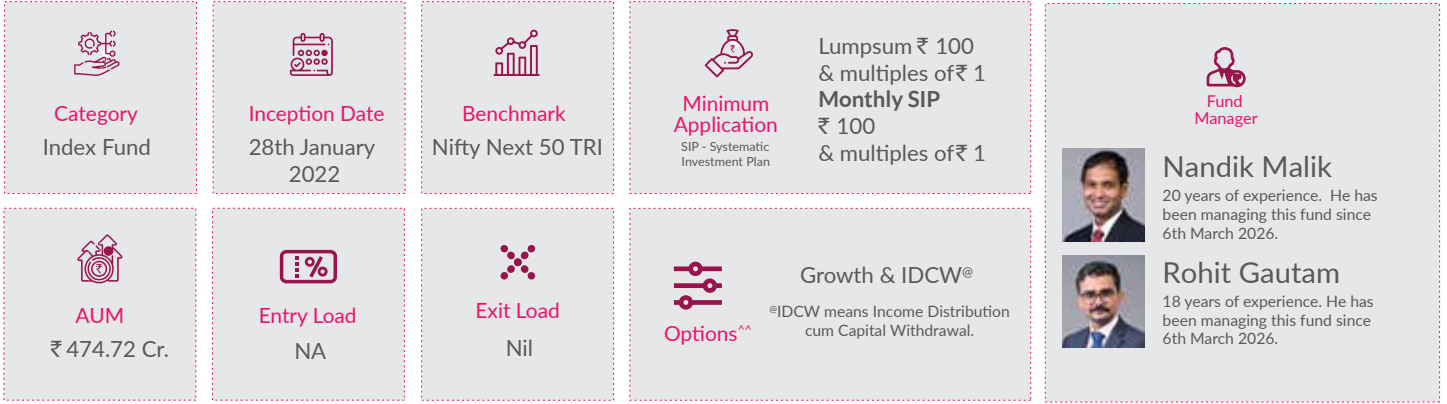 Category
Index Fund
Inception Date
28th January
2022
Benchmark
Nifty Next 50 TRI
Minimum
Application
SIP - Systematic
Investment Plan
Lumpsum ₹ 100
& multiples of ₹ 1
Monthly SIP
₹ 100
& multiples of ₹ 1
AUM
₹ 474.72 Cr.
Entry Load
NA
Exit Load
Nil
Options^^
Growth & IDCW@
@IDCW means Income Distribution
cum Capital Withdrawal.
Fund
Manager
Nandik Malik
20 years of experience. He has
been managing this fund since
6th March 2026.
Rohit Gautam
18 years of experience. He has
been managing this fund since
6th March 2026.